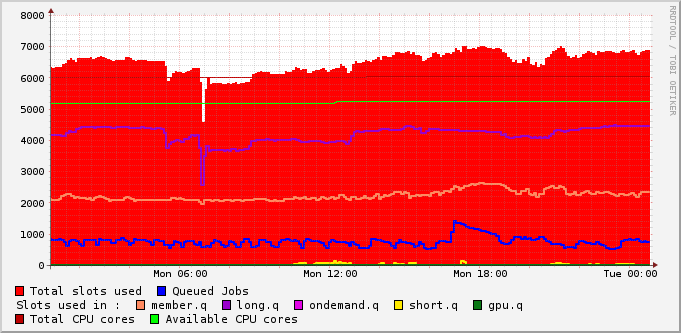 RRDTOOL / TOBI OETIKER
8000
7000
6000
5000
4000
3000
2000
1000
0
Mon 06:00 Mon 12:00 Mon 18:00 Tue 00:00
Total slots used Queued Jobs
Slots used in : member.q long.q ondemand.q short.q gpu.q
Total CPU cores Available CPU cores